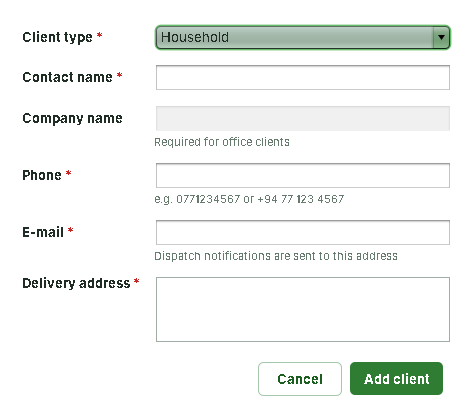 Client type *
Household
Contact name *
Company name
Required for office clients
Phone *
e.g. 0771234567 or +94 77 123 4567
E-mail *
Dispatch notifications are sent to this address
Delivery address *
Cancel
Add client